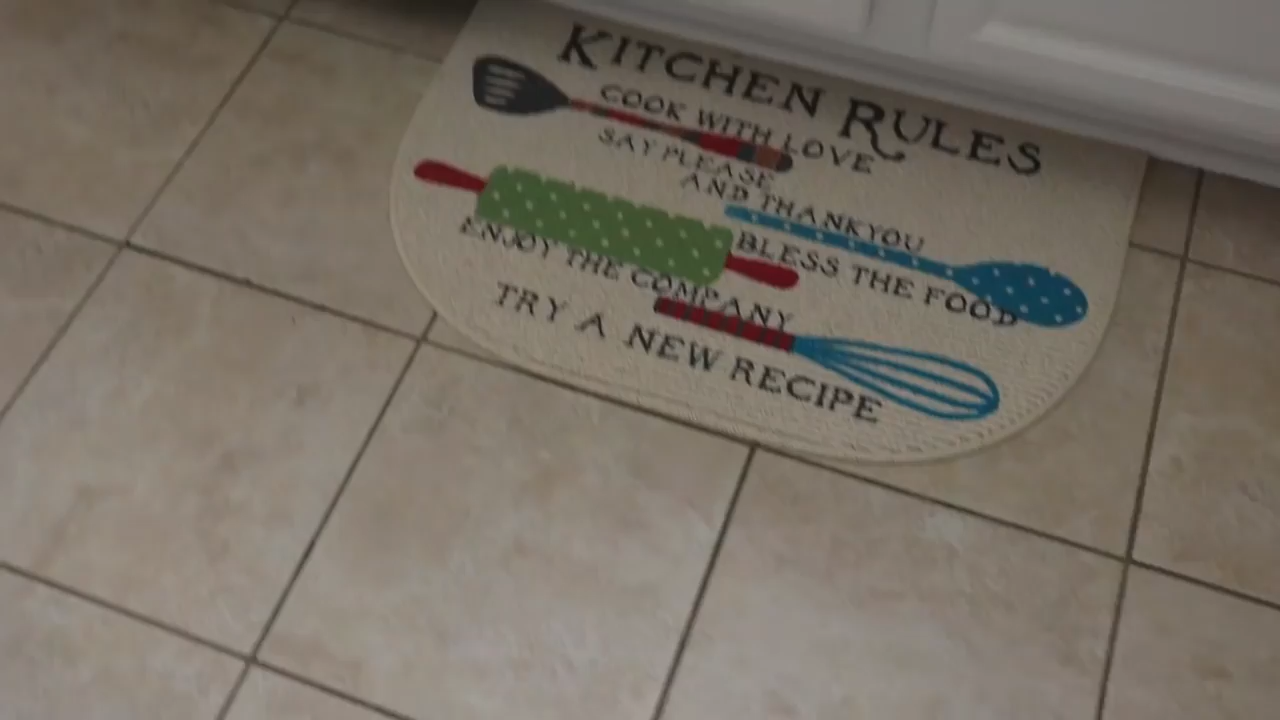 KITCHEN RULES
COOK WITH LOVE
SAY PLEASE
AND THANKYOU
BLESS THE FOOD
ENJOY THE COMPANY
TRY A NEW RECIPE